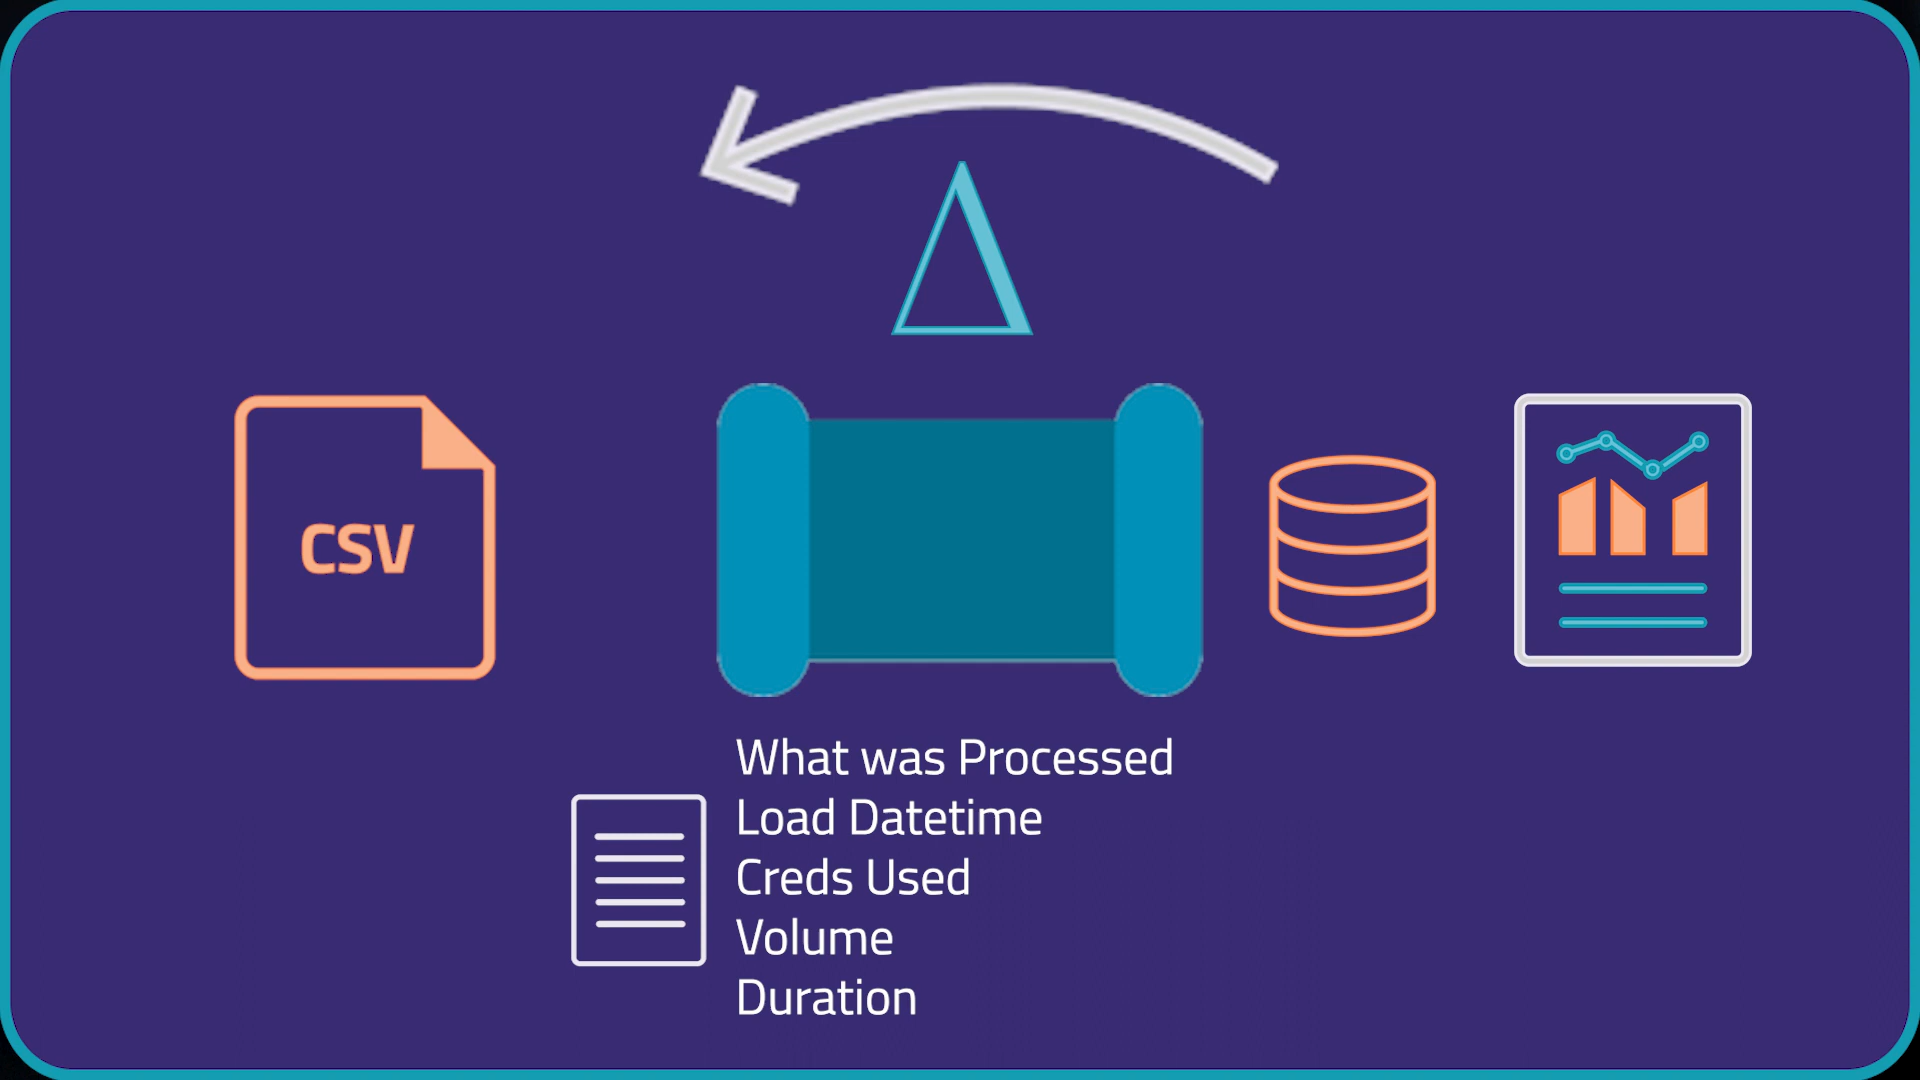 Δ
CSV
What was Processed
Load Datetime
Creds Used
Volume
Duration